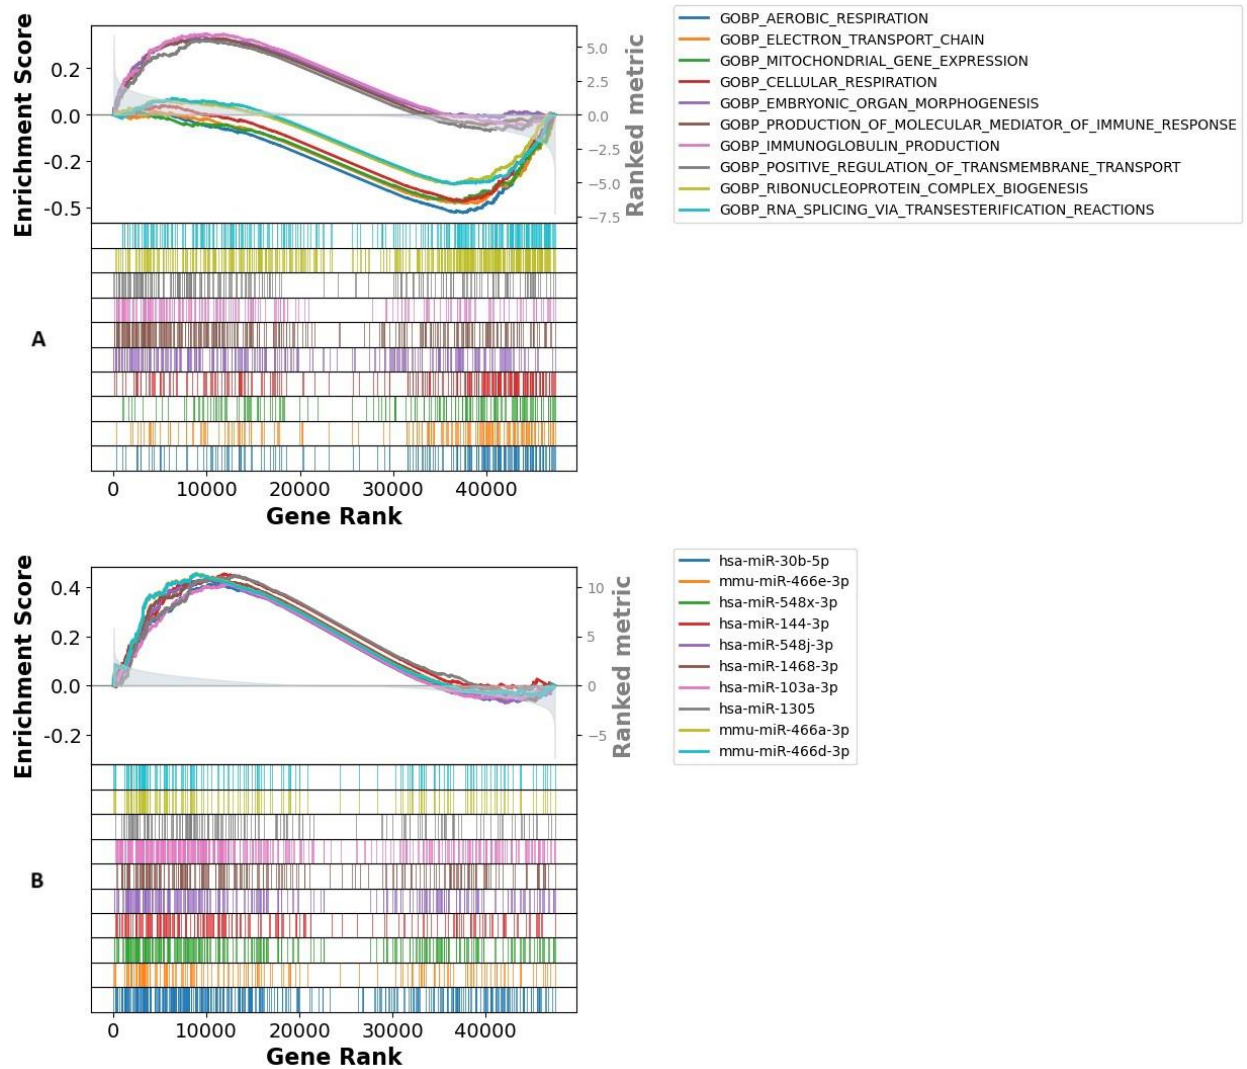 Enrichment Score
0.2
0.0
-0.2
-0.5
5.0
2.5
0.0
−2.5
−5.0
−7.5
Ranked metric
GOBP_AEROBIC_RESPIRATION
GOBP_ELECTRON_TRANSPORT_CHAIN
GOBP_MITOCHONDRIAL_GENE_EXPRESSION
GOBP_CELLULAR_RESPIRATION
GOBP_EMBRYONIC_ORGAN_MORPHOGENESIS
GOBP_PRODUCTION_OF_MOLECULAR_MEDIATOR_OF_IMMUNE_RESPONSE
GOBP_IMMUNOGLOBULIN_PRODUCTION
GOBP_POSITIVE_REGULATION_OF_TRANSMEMBRANE_TRANSPORT
GOBP_RIBONUCLEOPROTEIN_COMPLEX_BIOGENESIS
GOBP_RNA_SPLICING_VIA_TRANSESTERIFICATION_REACTIONS
A
0 10000 20000 30000 40000
Gene Rank
Enrichment Score
0.4
0.2
0.0
-0.2
10
5
0
−5
Ranked metric
hsa-miR-30b-5p
mmu-miR-466e-3p
hsa-miR-548x-3p
hsa-miR-144-3p
hsa-miR-548j-3p
hsa-miR-1468-3p
hsa-miR-103a-3p
hsa-miR-1305
mmu-miR-466a-3p
mmu-miR-466d-3p
B
0 10000 20000 30000 40000
Gene Rank